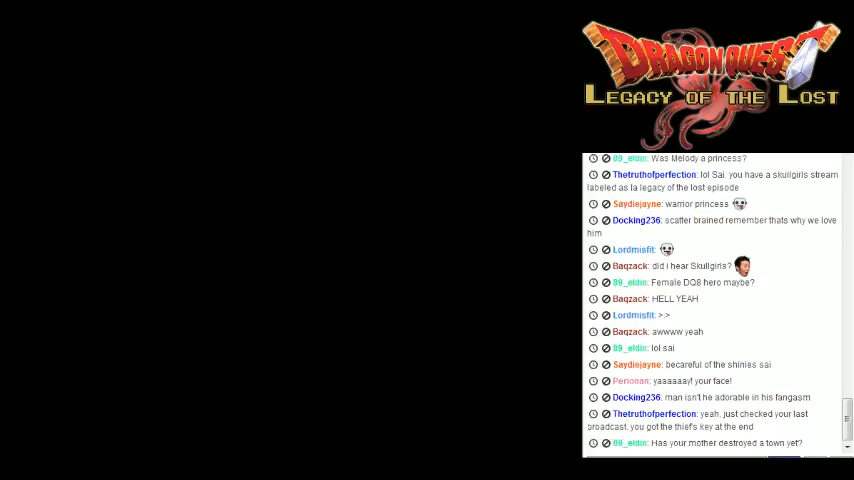 DRAGON QUEST
LEGACY OF THE LOST
89_eldin: Was Melody a princess?
Thetruthofperfection: lol Sai, you have a skullgirls stream
labeled as la legacy of the lost episode
Saydiejayne: warrior princess
Docking236: scatter brained remember thats why we love
him
Lordmisfit:
Baqzack: did i hear Skullgirls?
89_eldin: Female DQ8 hero maybe?
Baqzack: HELL YEAH
Lordmisfit: >.>
Baqzack: awwww yeah
89_eldin: lol sai
Saydiejayne: becareful of the shinies sai
Perionan: yaaaaaay! your face!
Docking236: man isn't he adorable in his fangasm
Thetruthofperfection: yeah, just checked your last
broadcast. you got the thief's key at the end
89_eldin: Has your mother destroyed a town yet?